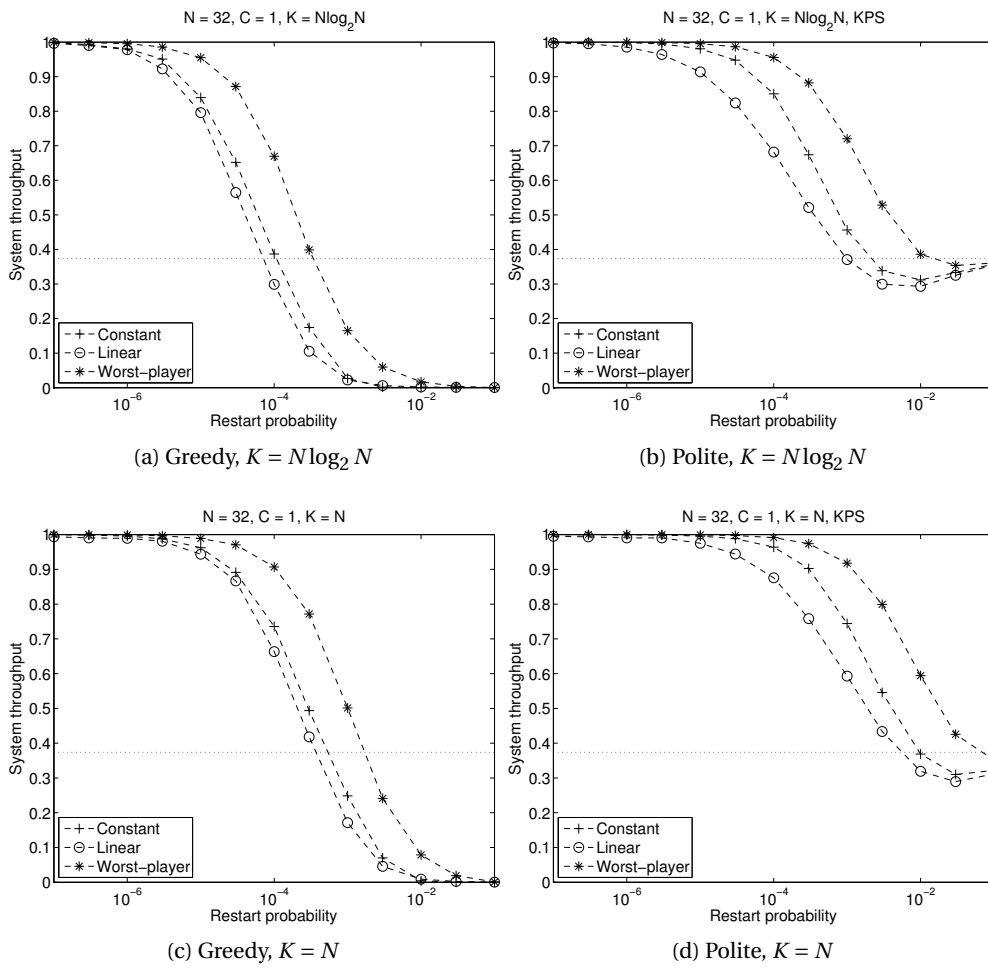 N = 32, C = 1, K = Nlog₂N
System throughput
1
0.9
0.8
0.7
0.6
0.5
0.4
0.3
0.2
0.1
0
Constant
Linear
Worst−player
10⁻⁶ 10⁻⁴ 10⁻²
Restart probability
(a) Greedy, K = N log₂ N
N = 32, C = 1, K = Nlog₂N, KPS
System throughput
1
0.9
0.8
0.7
0.6
0.5
0.4
0.3
0.2
0.1
0
Constant
Linear
Worst−player
10⁻⁶ 10⁻⁴ 10⁻²
Restart probability
(b) Polite, K = N log₂ N
N = 32, C = 1, K = N
System throughput
1
0.9
0.8
0.7
0.6
0.5
0.4
0.3
0.2
0.1
0
Constant
Linear
Worst−player
10⁻⁶ 10⁻⁴ 10⁻²
Restart probability
(c) Greedy, K = N
N = 32, C = 1, K = N, KPS
System throughput
1
0.9
0.8
0.7
0.6
0.5
0.4
0.3
0.2
0.1
0
Constant
Linear
Worst−player
10⁻⁶ 10⁻⁴ 10⁻²
Restart probability
(d) Polite, K = N